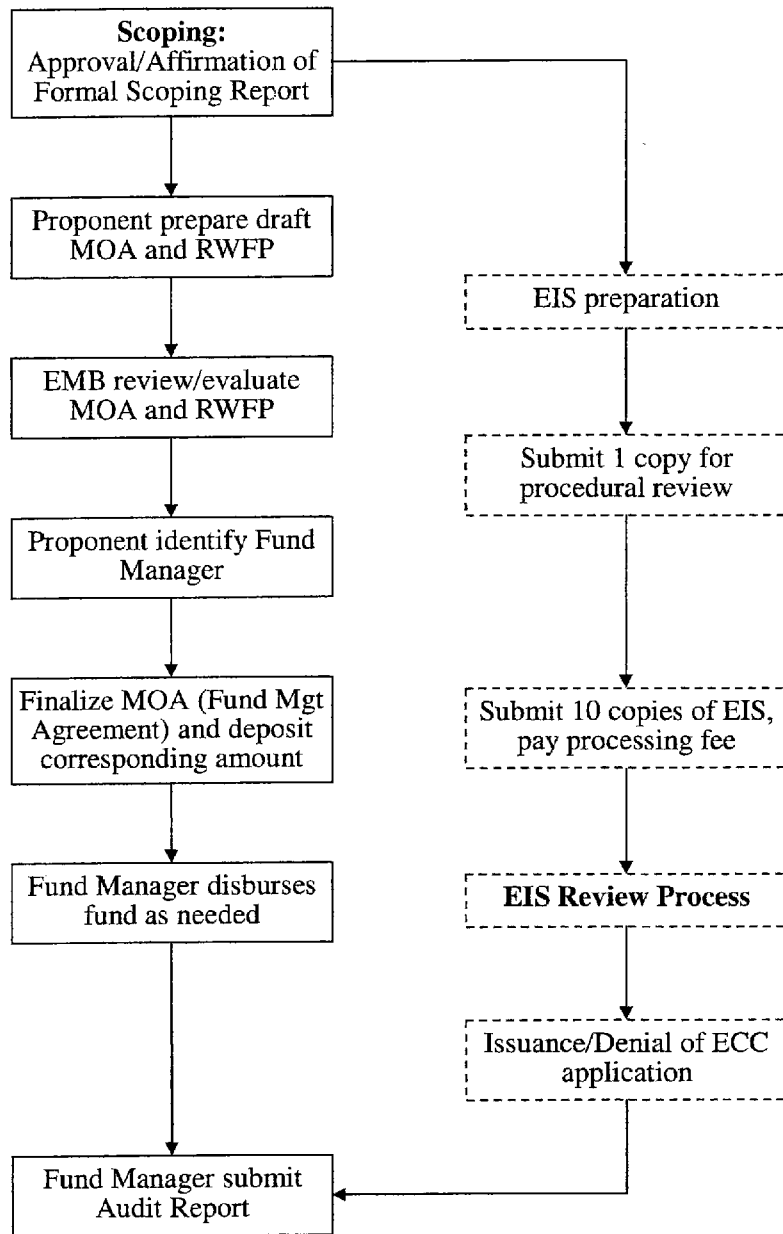 Scoping:
Approval/Affirmation of
Formal Scoping Report
Proponent prepare draft
MOA and RWFP
EMB review/evaluate
MOA and RWFP
Proponent identify Fund
Manager
Finalize MOA (Fund Mgt
Agreement) and deposit
corresponding amount
Fund Manager disburses
fund as needed
Fund Manager submit
Audit Report
EIS preparation
Submit 1 copy for
procedural review
Submit 10 copies of EIS,
pay processing fee
EIS Review Process
Issuance/Denial of ECC
application